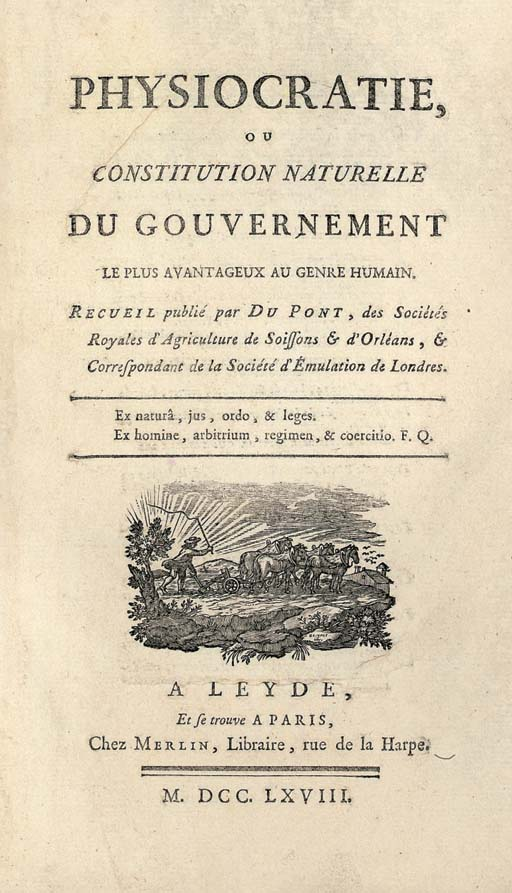 PHYSIOCRATIE,
OU
CONSTITUTION NATURELLE
DU GOUVERNEMENT
LE PLUS AVANTAGEUX AU GENRE HUMAIN.
RECUEIL publié par DU PONT, des Sociétés
Royales d'Agriculture de Soiſſons & d'Orléans, &
Correſpondant de la Société d'Émulation de Londres.
Ex naturâ, jus, ordo, & leges.
Ex homine, arbitrium, regimen, & coercitio. F. Q.
A LEYDE,
Et ſe trouve A PARIS,
Chez MERLIN, Libraire, rue de la Harpe.
M. DCC. LXVIII.